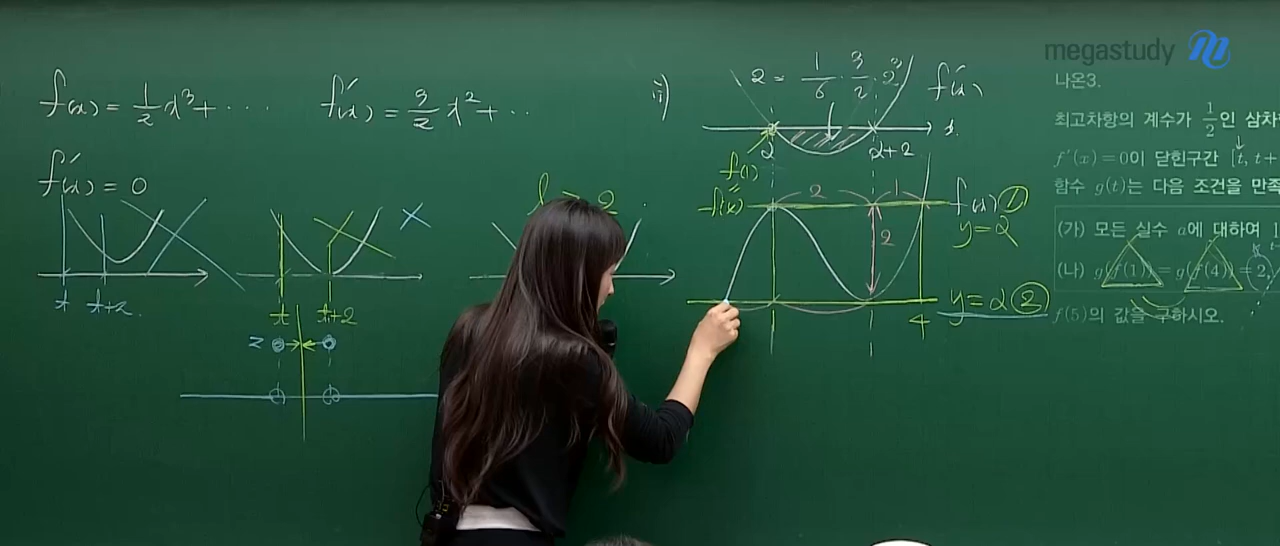 megastudy
f(x) = 1/2 x³ + · · ·
f'(x) = 3/2 x² + · ·
f'(x) = 0
t
t+2
t
t+2
2
ii)
2 = 1/6 · 3/2 · 2³
f'(x)
α
α+2
f(1)
f(α)
2
1
f(x) ①
y = α
2
y = α ②
4
나온3.
최고차항의 계수가 1/2인 삼차
f'(x) = 0이 닫힌구간 [t, t+
함수 g(t)는 다음 조건을 만족
(가) 모든 실수 a에 대하여
(나) g(f(1)) = g(f(4)) = 2,
f(5)의 값을 구하시오.